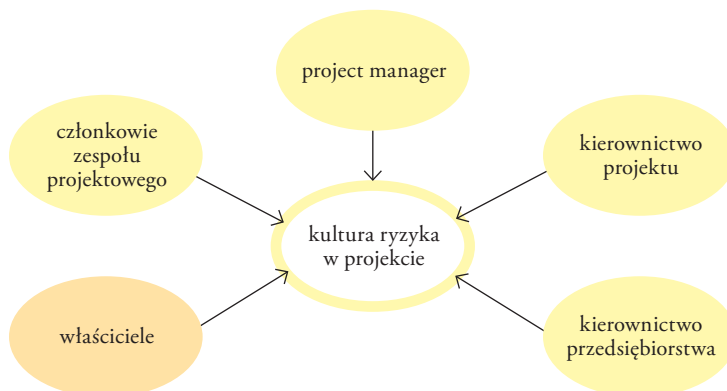 project manager
członkowie
zespołu
projektowego
kierownictwo
projektu
kultura ryzyka
w projekcie
właściciele
kierownictwo
przedsiębiorstwa